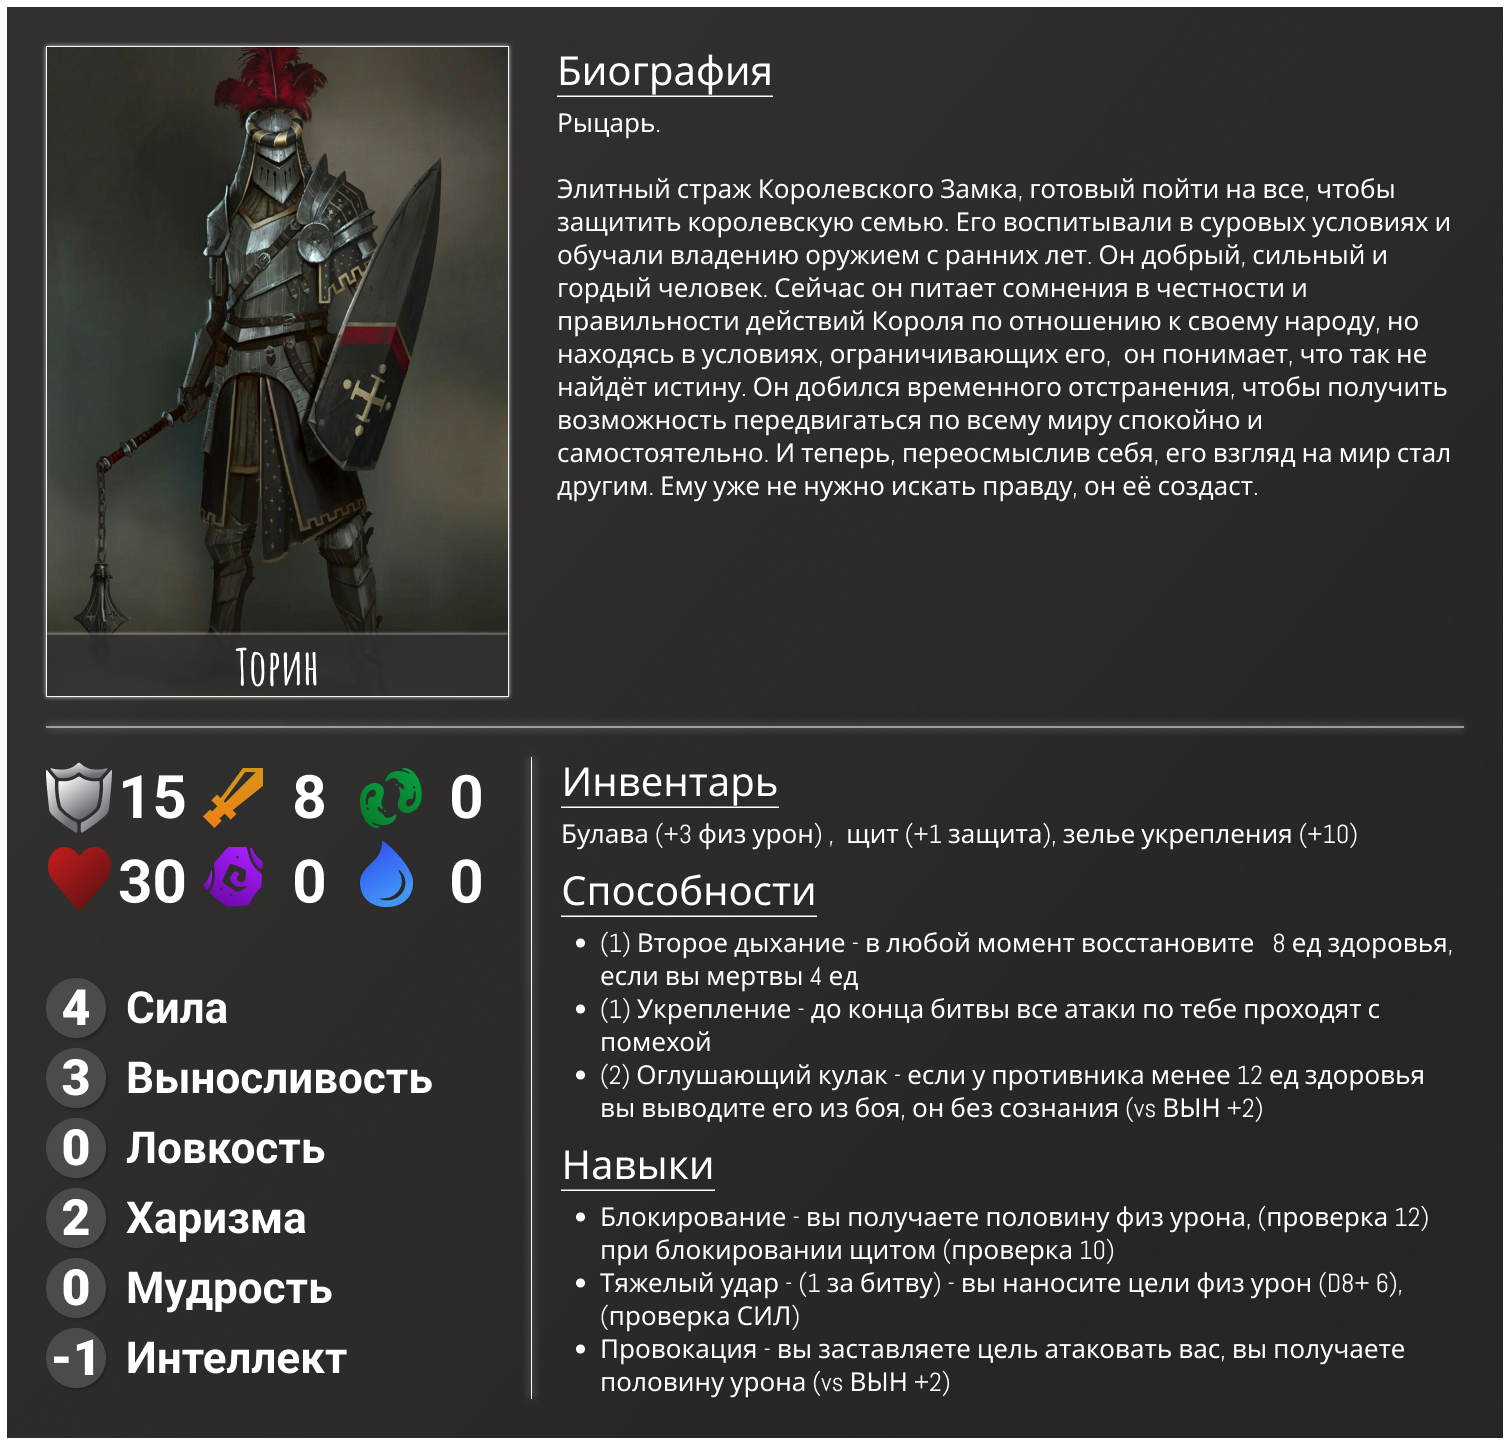 Биография
Рыцарь.
Элитный страж Королевского Замка, готовый пойти на все, чтобы
защитить королевскую семью. Его воспитывали в суровых условиях и
обучали владению оружием с ранних лет. Он добрый, сильный и
гордый человек. Сейчас он питает сомнения в честности и
правильности действий Короля по отношению к своему народу, но
находясь в условиях, ограничивающих его,  он понимает, что так не
найдёт истину. Он добился временного отстранения, чтобы получить
возможность передвигаться по всему миру спокойно и
самостоятельно. И теперь, переосмыслив себя, его взгляд на мир стал
другим. Ему уже не нужно искать правду, он её создаст.
Торин
15 8 0
30 0 0
4 Сила
3 Выносливость
0 Ловкость
2 Харизма
0 Мудрость
-1 Интеллект
Инвентарь
Булава (+3 физ урон) ,  щит (+1 защита), зелье укрепления (+10)
Способности
• (1) Второе дыхание - в любой момент восстановите   8 ед здоровья,
если вы мертвы 4 ед
• (1) Укрепление - до конца битвы все атаки по тебе проходят с
помехой
• (2) Оглушающий кулак - если у противника менее 12 ед здоровья
вы выводите его из боя, он без сознания (vs ВЫН +2)
Навыки
• Блокирование - вы получаете половину физ урона, (проверка 12)
при блокировании щитом (проверка 10)
• Тяжелый удар - (1 за битву) - вы наносите цели физ урон (D8+ 6),
(проверка СИЛ)
• Провокация - вы заставляете цель атаковать вас, вы получаете
половину урона (vs ВЫН +2)